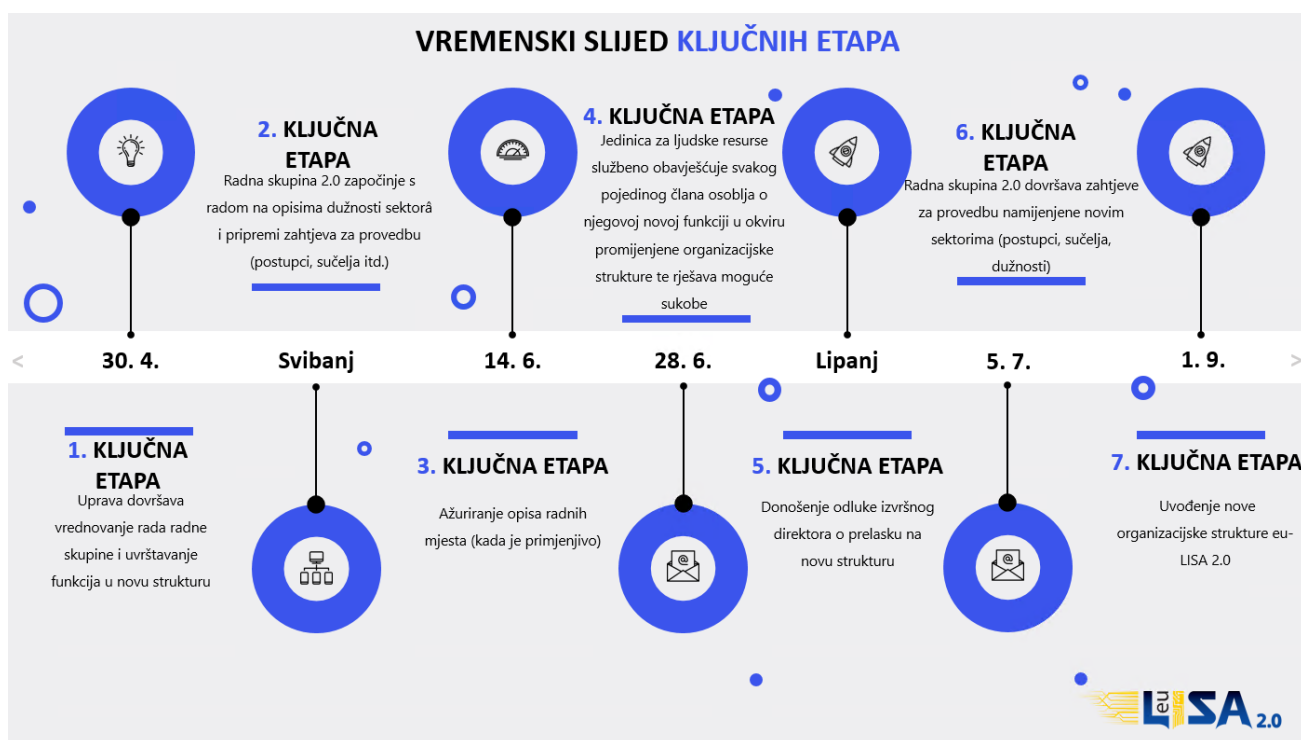 VREMENSKI SLIJED KLJUČNIH ETAPA
2. KLJUČNA
ETAPA
Radna skupina 2.0 započinje s
radom na opisima dužnosti sektorâ
i pripremi zahtjeva za provedbu
(postupci, sučelja itd.)
4. KLJUČNA ETAPA
Jedinica za ljudske resurse
službeno obavješćuje svakog
pojedinog člana osoblja o
njegovoj novoj funkciji u okviru
promijenjene organizacijske
strukture te rješava moguće
sukobe
6. KLJUČNA
ETAPA
Radna skupina 2.0 dovršava zahtjeve
za provedbu namijenjene novim
sektorima (postupci, sučelja,
dužnosti)
< 30. 4. Svibanj 14. 6. 28. 6. Lipanj 5. 7. 1. 9. >
1. KLJUČNA
ETAPA
Uprava dovršava
vrednovanje rada radne
skupine i uvrštavanje
funkcija u novu strukturu
3. KLJUČNA ETAPA
Ažuriranje opisa radnih
mjesta (kada je primjenjivo)
5. KLJUČNA ETAPA
Donošenje odluke izvršnog
direktora o prelasku na
novu strukturu
7. KLJUČNA ETAPA
Uvođenje nove
organizacijske strukture eu-
LISA 2.0
eu LISA 2.0